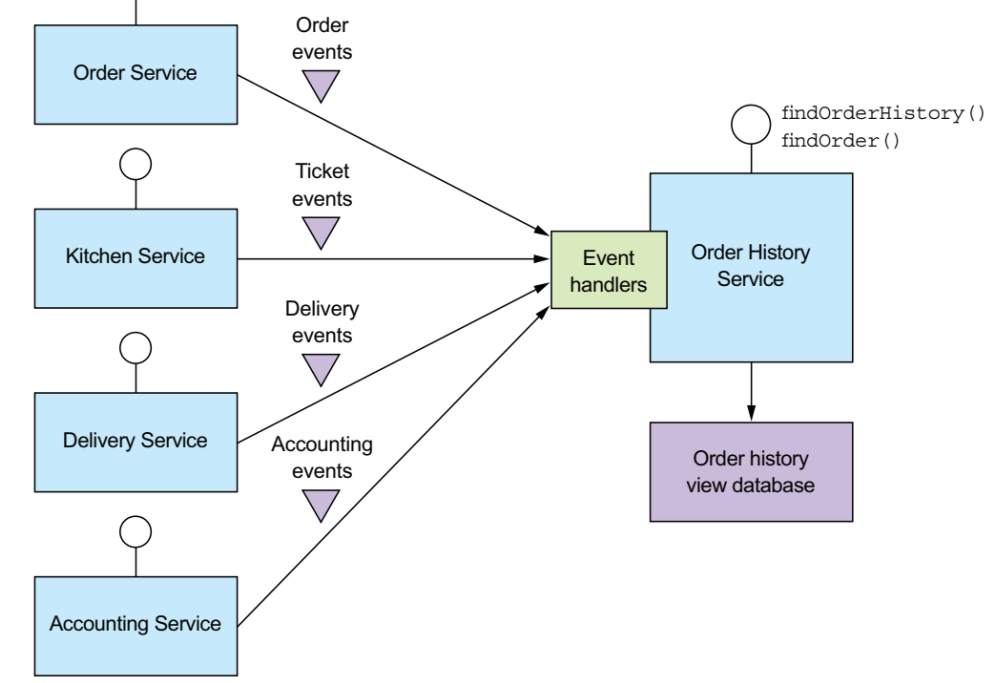 Order
events
Order Service
findOrderHistory()
findOrder()
Ticket
events
Kitchen Service
Event
handlers
Order History
Service
Delivery
events
Delivery Service
Accounting
events
Order history
view database
Accounting Service